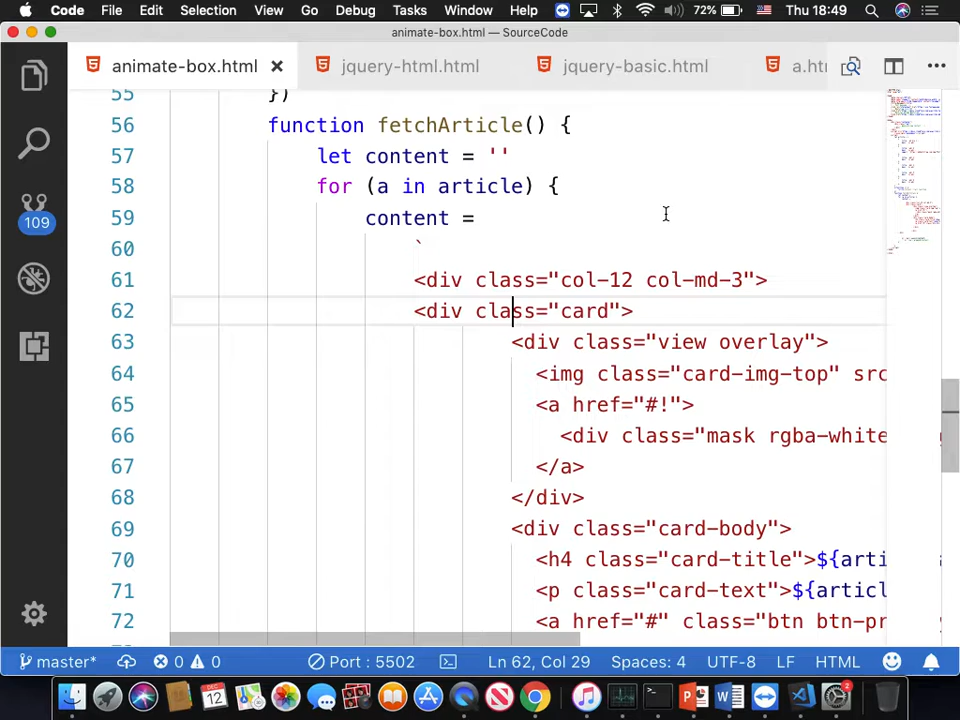 Code File Edit Selection View Go Debug Tasks Window Help 72% Thu 18:49
animate-box.html — SourceCode
animate-box.html jquery-html.html jquery-basic.html a.ht
55 })
56 function fetchArticle() {
57 let content = ''
58 for (a in article) {
59 content =
60 `
61 <div class="col-12 col-md-3">
62 <div class="card">
63 <div class="view overlay">
64 <img class="card-img-top" src
65 <a href="#!">
66 <div class="mask rgba-white
67 </a>
68 </div>
69 <div class="card-body">
70 <h4 class="card-title">${arti
71 <p class="card-text">${articl
72 <a href="#" class="btn btn-pr
109
master* 0 0 Port : 5502 Ln 62, Col 29 Spaces: 4 UTF-8 LF HTML
DEC
12
2